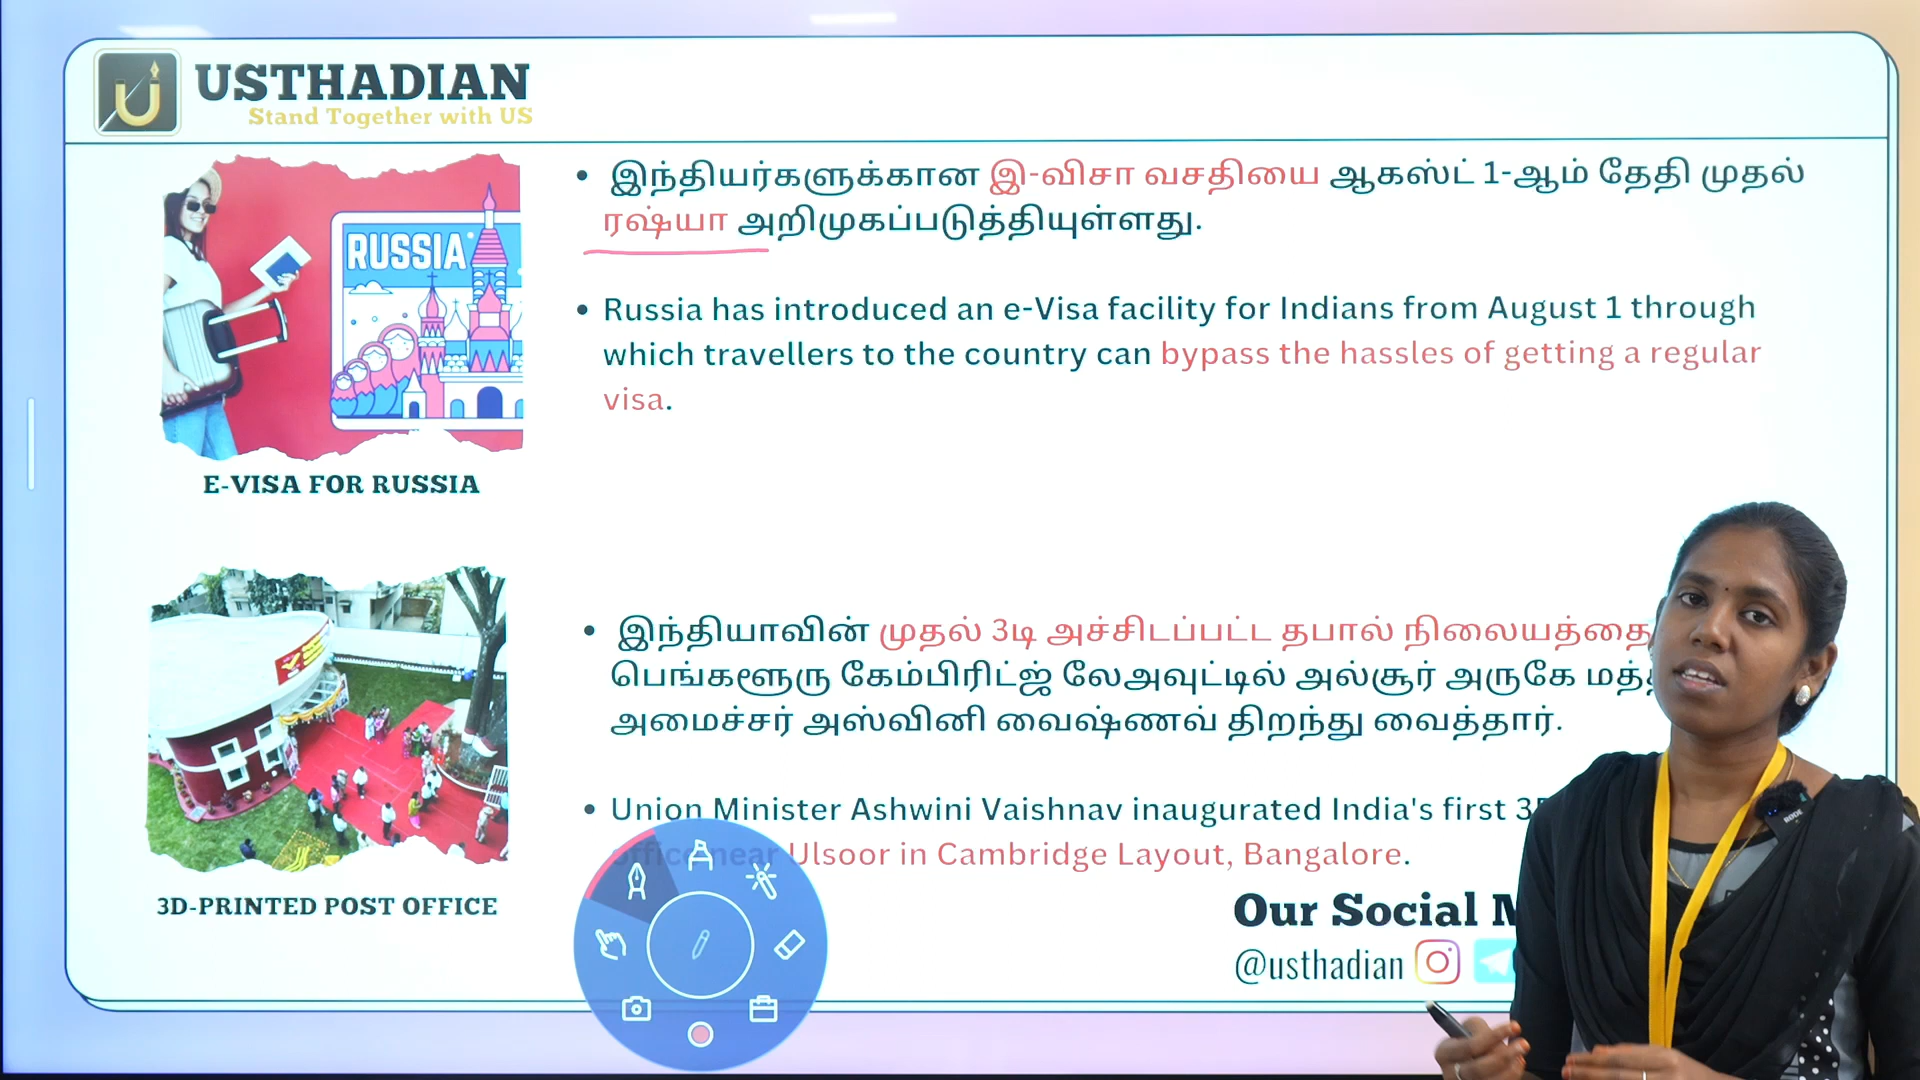 USTHADIAN
Stand Together with US
RUSSIA
E-VISA FOR RUSSIA
• இந்தியர்களுக்கான இ-விசா வசதியை ஆகஸ்ட் 1-ஆம் தேதி முதல்
ரஷ்யா அறிமுகப்படுத்தியுள்ளது.
• Russia has introduced an e-Visa facility for Indians from August 1 through
which travellers to the country can bypass the hassles of getting a regular
visa.
3D-PRINTED POST OFFICE
• இந்தியாவின் முதல் 3டி அச்சிடப்பட்ட தபால் நிலையத்தை
பெங்களூரு கேம்பிரிட்ஜ் லேஅவுட்டில் அல்சூர் அருகே
அமைச்சர் அஸ்வினி வைஷ்ணவ் திறந்து வைத்தார்.
• Union Minister Ashwini Vaishnav inaugurated India's first
office near Ulsoor in Cambridge Layout, Bangalore.
Our Social
@usthadian
RODE